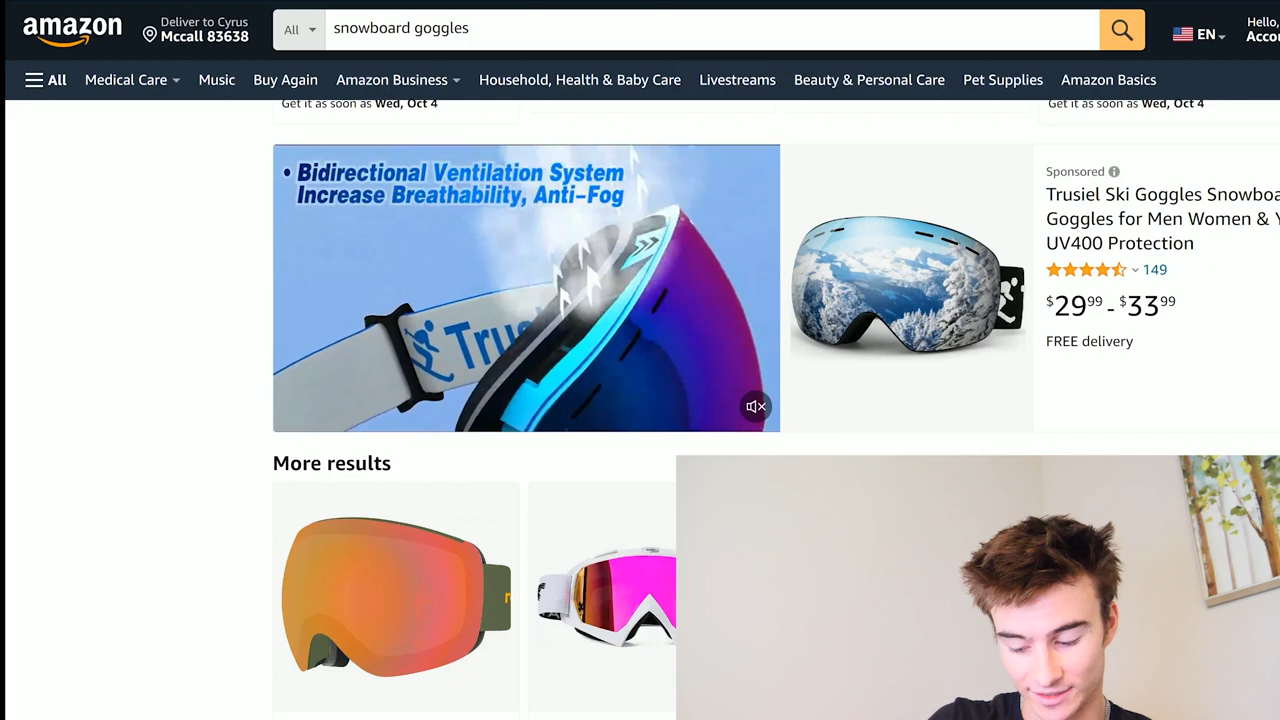 amazon
Deliver to Cyrus
Mccall 83638
All
snowboard goggles
EN
Hello,
All
Medical Care
Music
Buy Again
Amazon Business
Household, Health & Baby Care
Livestreams
Beauty & Personal Care
Pet Supplies
Amazon Basics
Get it as soon as Wed, Oct 4
Get it as soon as Wed, Oct 4
• Bidirectional Ventilation System
Increase Breathability, Anti-Fog
Sponsored
Trusiel Ski Goggles
Goggles for Men Women &
UV400 Protection
149
$29.99 - $33.99
FREE delivery
More results